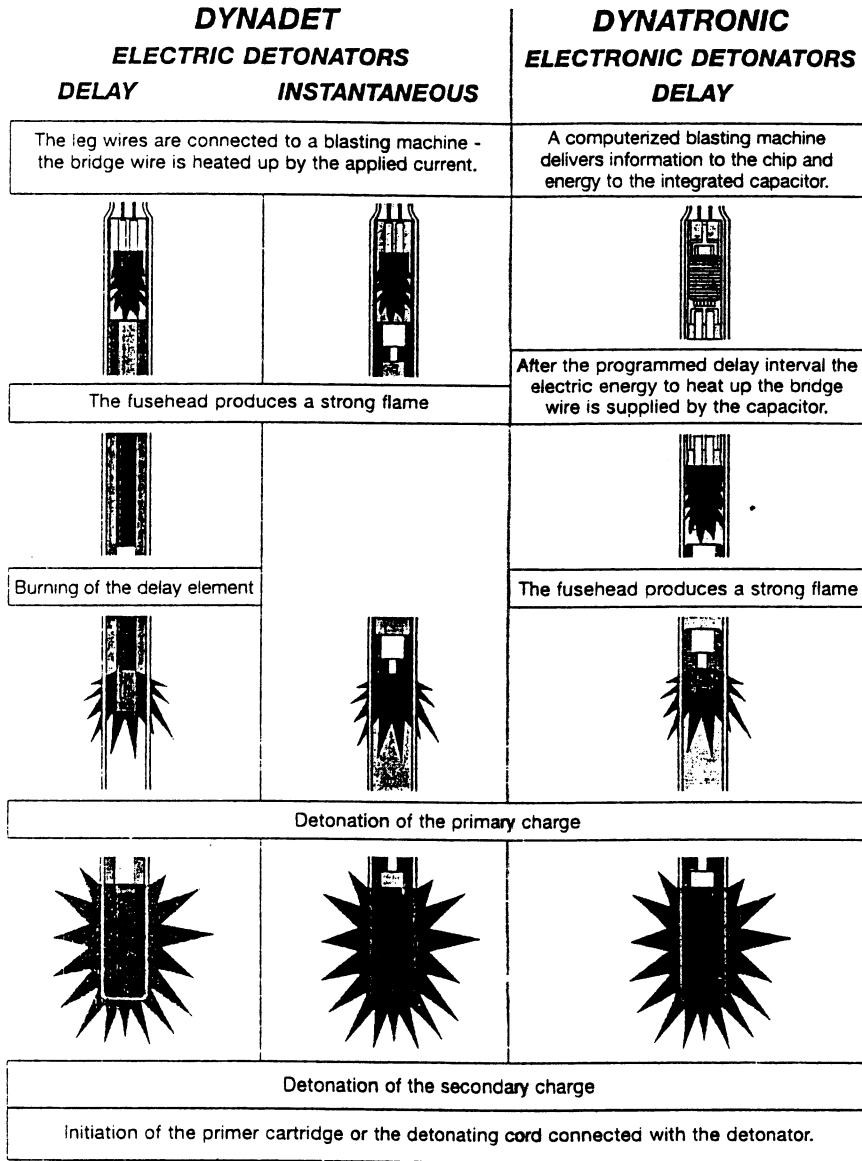 DYNADET
ELECTRIC DETONATORS
DELAY
INSTANTANEOUS
DYNATRONIC
ELECTRONIC DETONATORS
DELAY
The leg wires are connected to a blasting machine -
the bridge wire is heated up by the applied current.
A computerized blasting machine
delivers information to the chip and
energy to the integrated capacitor.
The fusehead produces a strong flame
After the programmed delay interval the
electric energy to heat up the bridge
wire is supplied by the capacitor.
Burning of the delay element
The fusehead produces a strong flame
Detonation of the primary charge
Detonation of the secondary charge
Initiation of the primer cartridge or the detonating cord connected with the detonator.